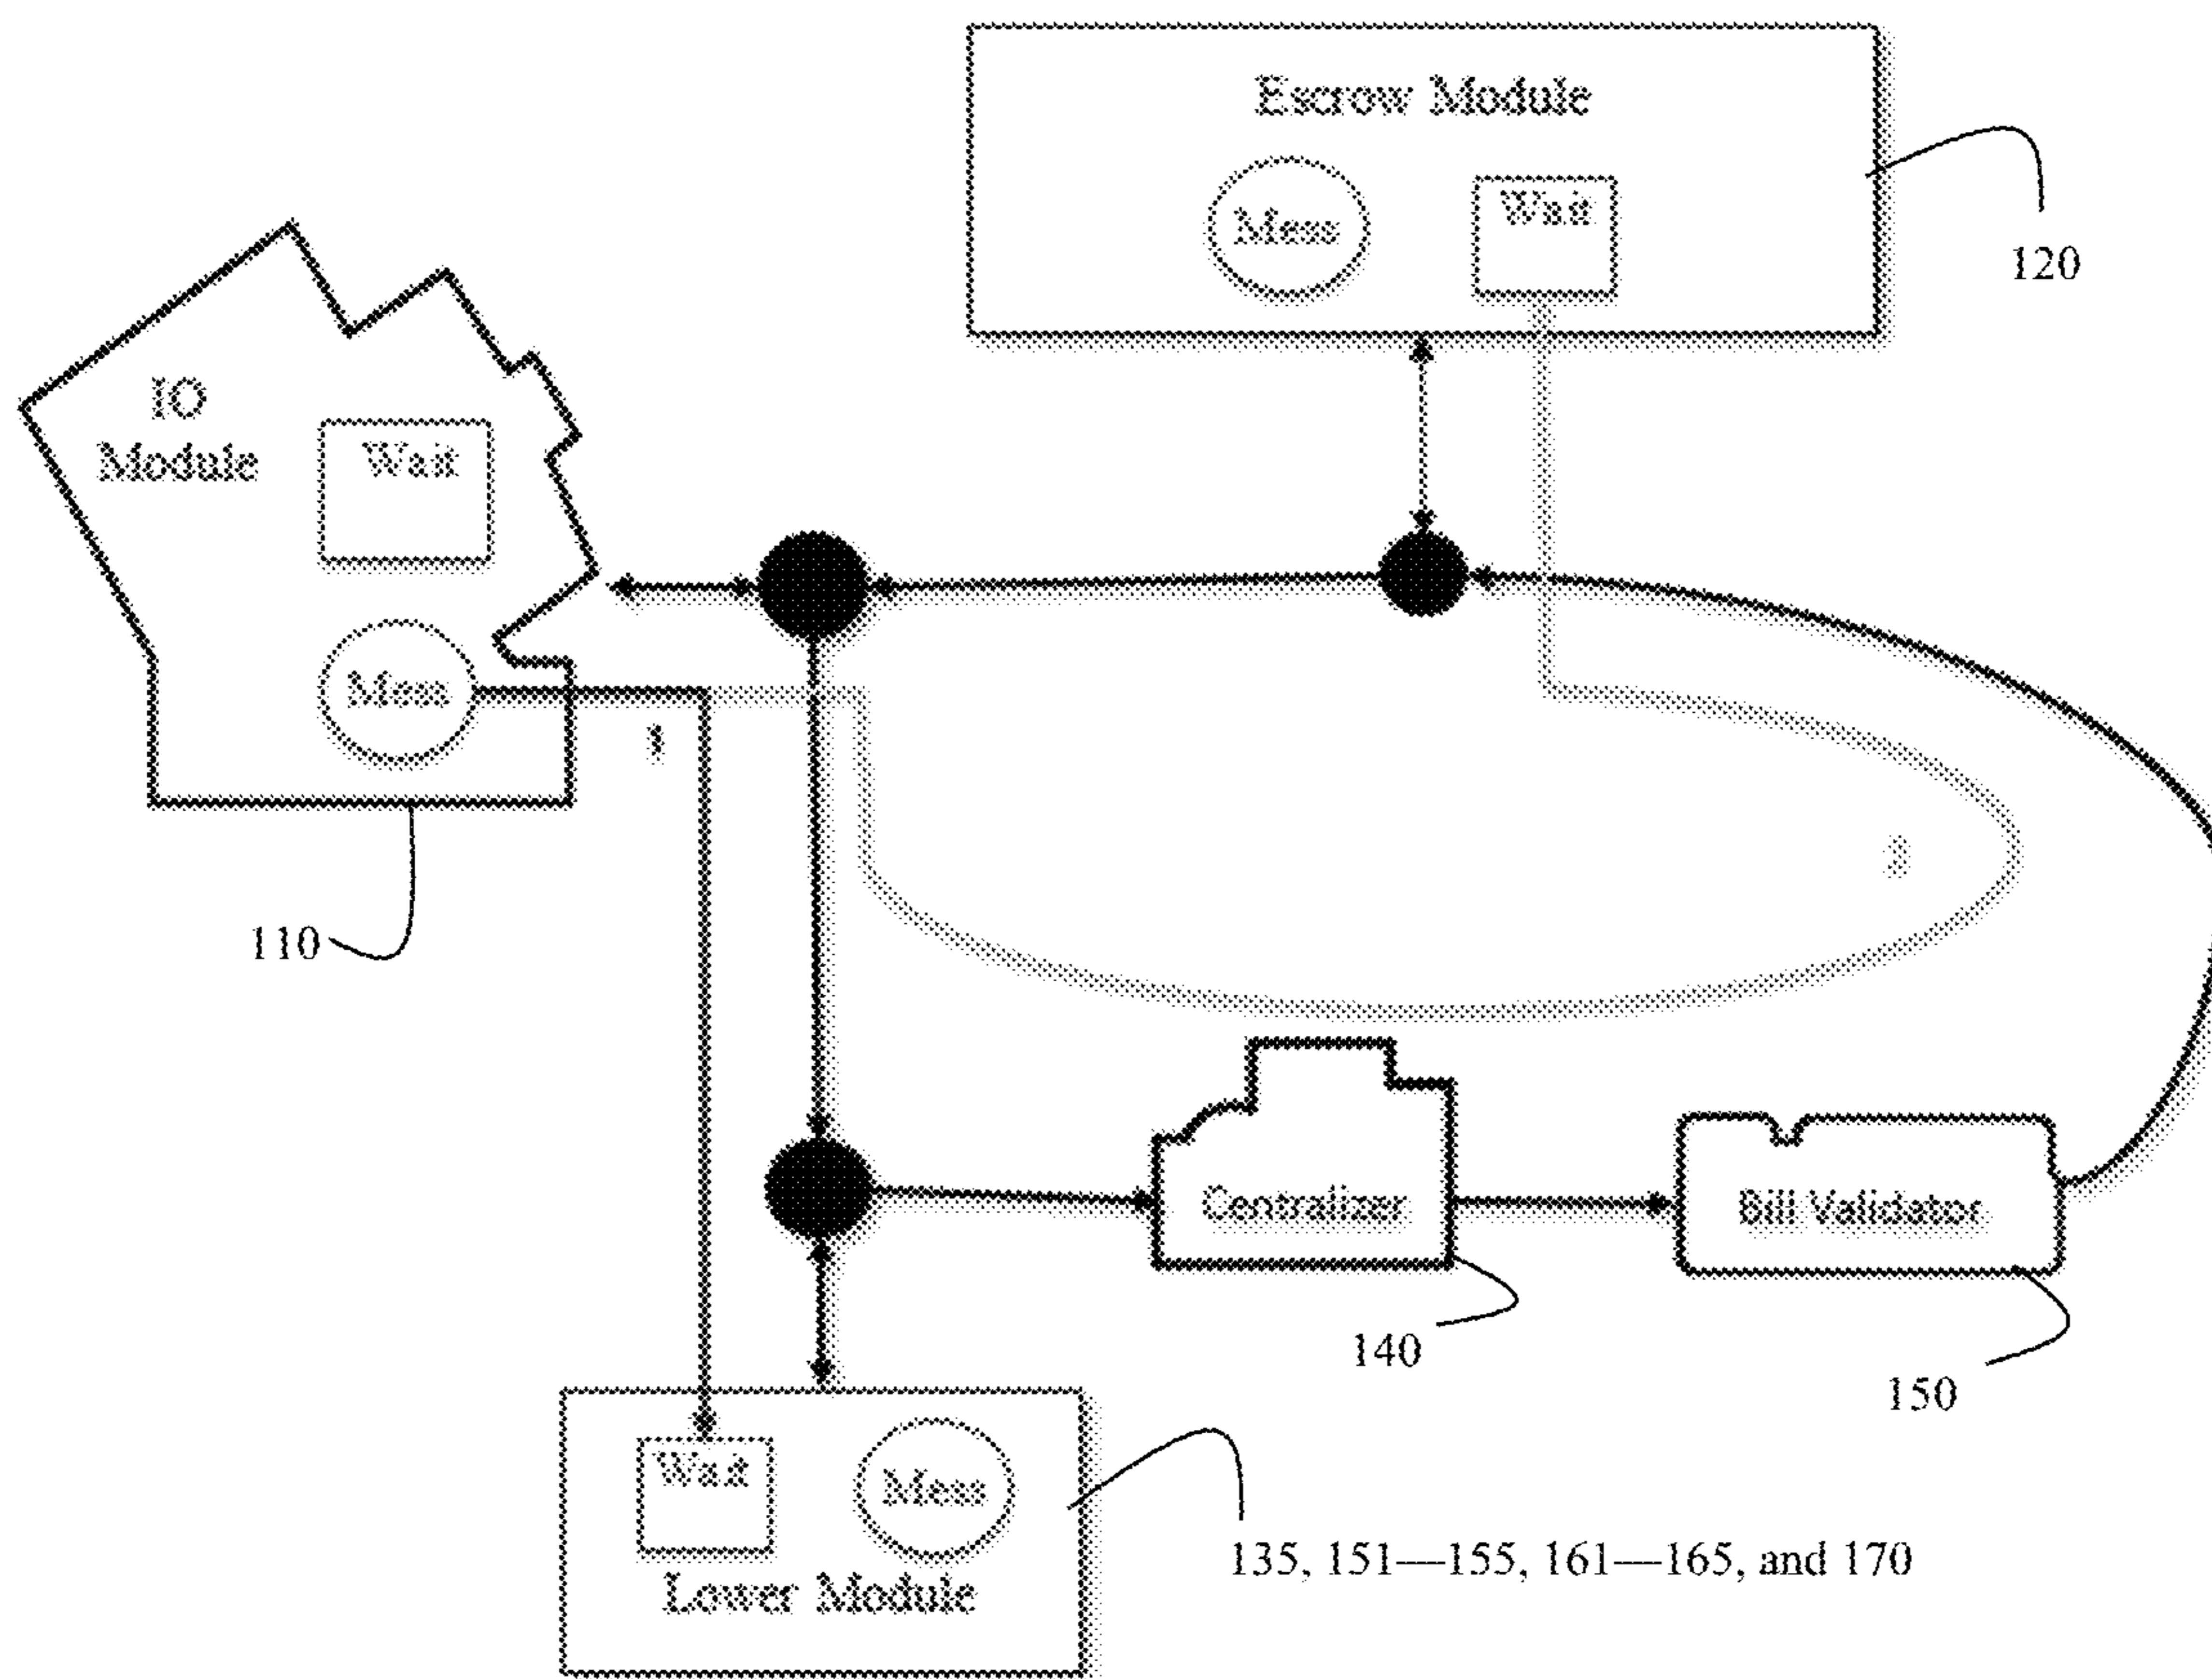 Escrow Module
Mess
Wait
120
IO
Module
Wait
Mess
110
Centralizer
Bill Validator
140
150
Wait
Mess
Lower Module
135, 151—155, 161—165, and 170